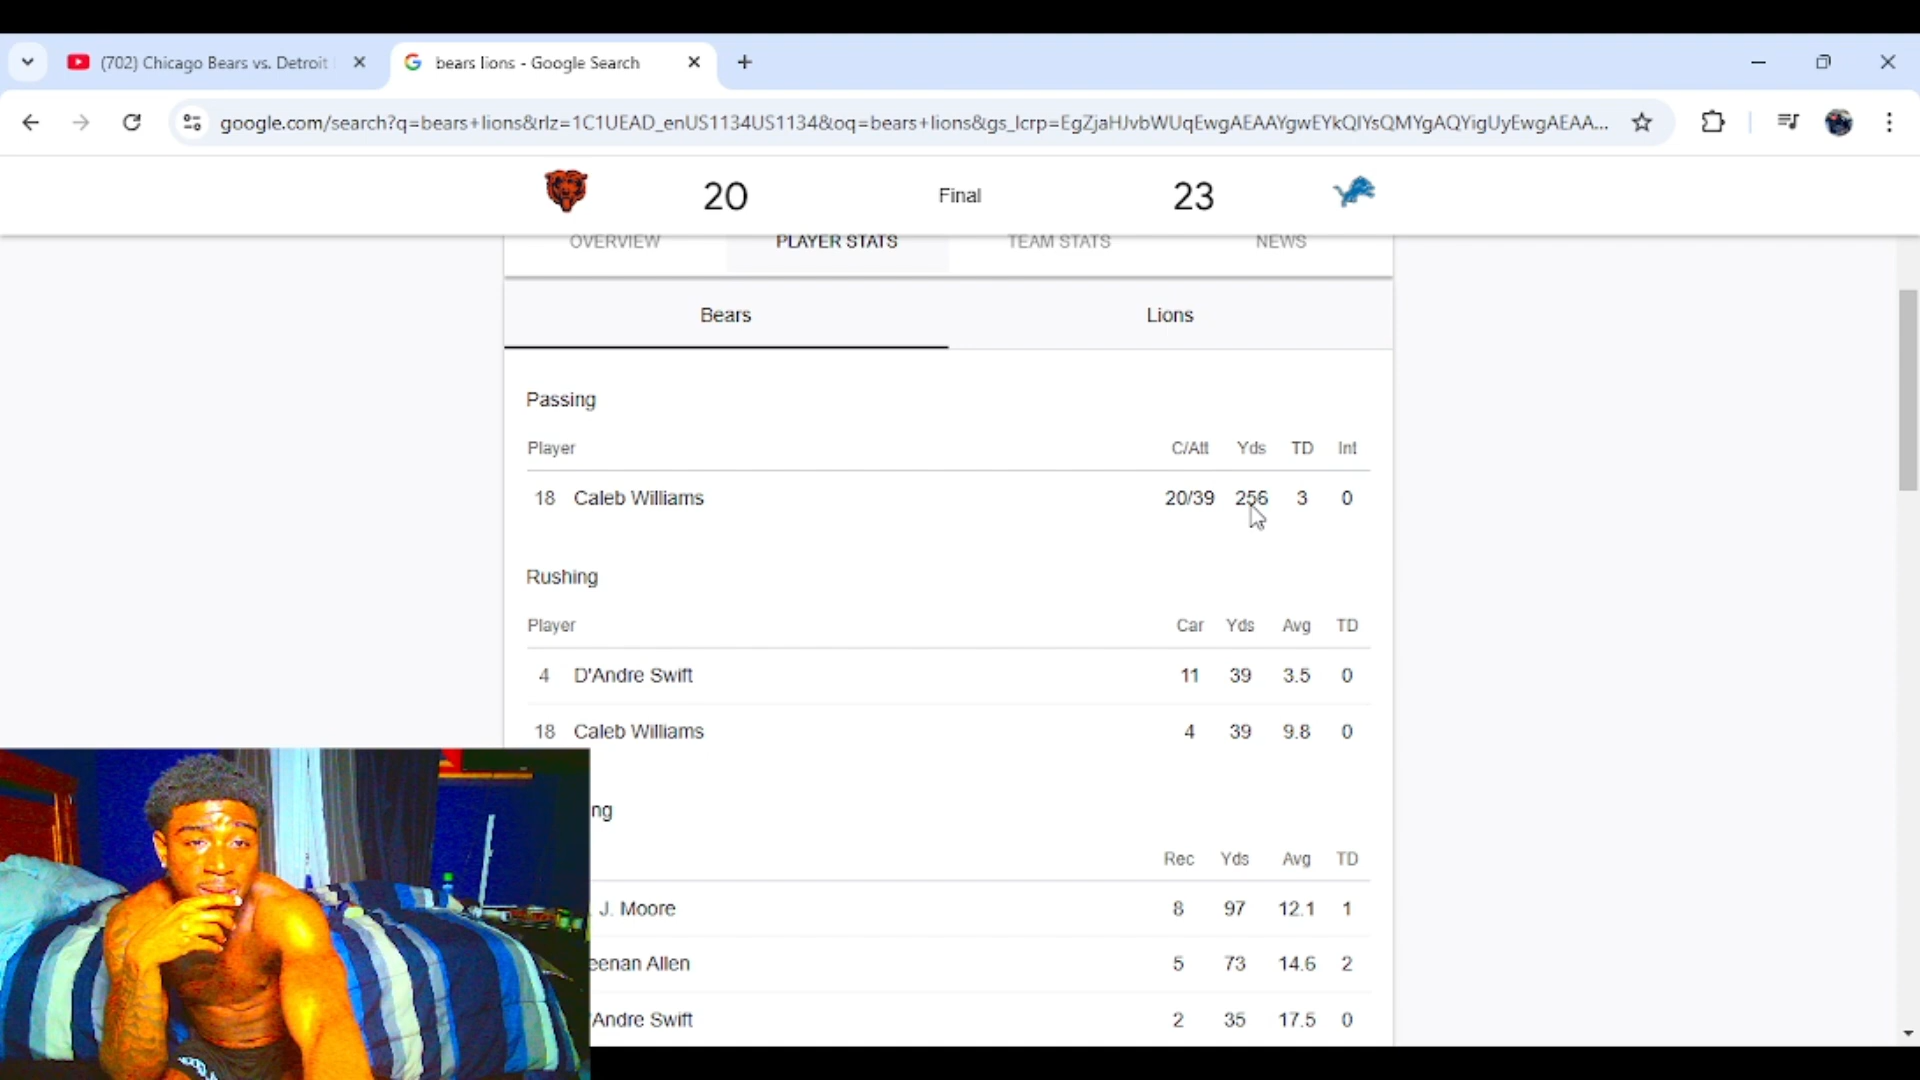 (702) Chicago Bears vs. Detroit
bears lions - Google Search
google.com/search?q=bears+lions&rlz=1C1UEAD_enUS1134US1134&oq=bears+lions&gs_lcrp=EgZjaHJvbWUqEwgAEAAYgwEYkQIYsQMYgAQYigUyEwgAEAA...
20 Final 23
OVERVIEW PLAYER STATS TEAM STATS NEWS
Bears Lions
Passing
Player C/Att Yds TD Int
18 Caleb Williams 20/39 256 3 0
Rushing
Player Car Yds Avg TD
4 D'Andre Swift 11 39 3.5 0
18 Caleb Williams 4 39 9.8 0
ng
Rec Yds Avg TD
J. Moore 8 97 12.1 1
eenan Allen 5 73 14.6 2
'Andre Swift 2 35 17.5 0